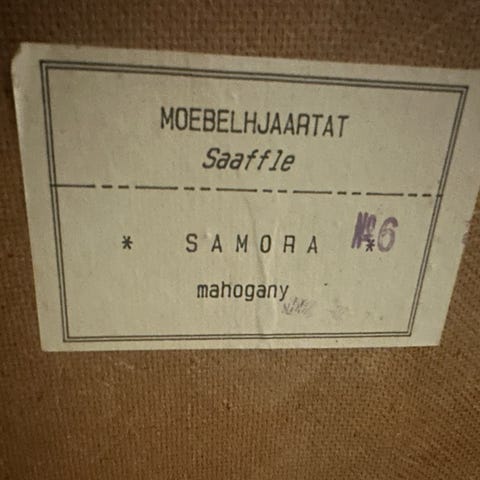 MOEBELHJAARTAT
Saaffle
* SAMORA * №6
mahogany